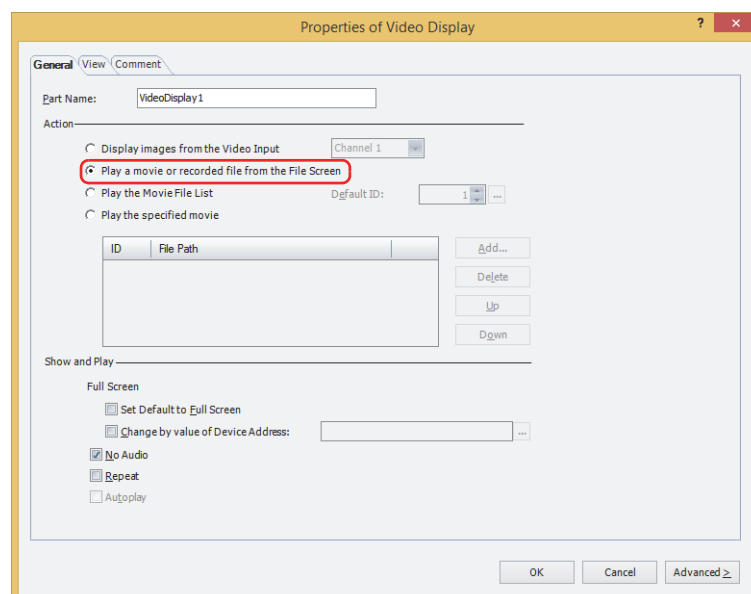 Properties of Video Display ?
General View Comment
Part Name: VideoDisplay1
Action
Display images from the Video Input Channel 1
Play a movie or recorded file from the File Screen
Play the Movie File List Default ID: 1 ...
Play the specified movie
ID File Path Add...
Delete
Up
Down
Show and Play
Full Screen
Set Default to Full Screen
Change by value of Device Address: ...
No Audio
Repeat
Autoplay
OK Cancel Advanced >